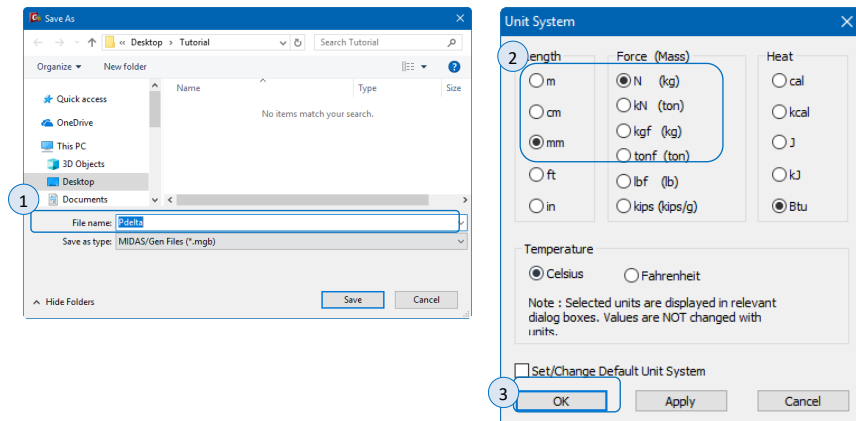 Save As
« Desktop › Tutorial
Search Tutorial
Organize
New folder
Name
Type
Size
No items match your search.
Quick access
OneDrive
This PC
3D Objects
Desktop
Documents
1
File name: Pdelta
Save as type: MIDAS/Gen Files (*.mgb)
Hide Folders
Save
Cancel
Unit System
2
Force (Mass)
Heat
m
N (kg)
cal
cm
kN (ton)
kcal
mm
kgf (kg)
J
tonf (ton)
ft
lbf (lb)
kJ
in
kips (kips/g)
Btu
Temperature
Celsius
Fahrenheit
Note : Selected units are displayed in relevant
dialog boxes. Values are NOT changed with
units.
Set/Change Default Unit System
3
OK
Apply
Cancel